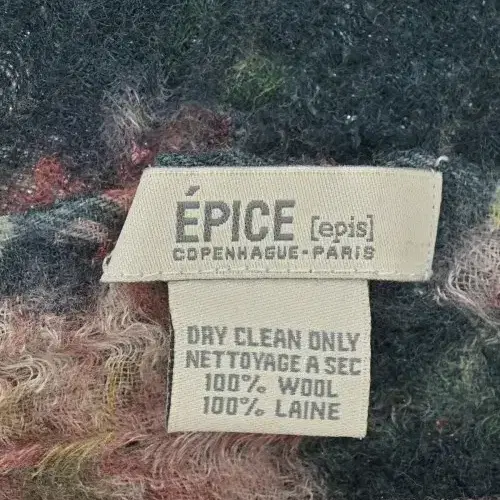 ÉPICE [epis]
COPENHAGUE-PARIS
DRY CLEAN ONLY
NETTOYAGE A SEC
100% WOOL
100% LAINE